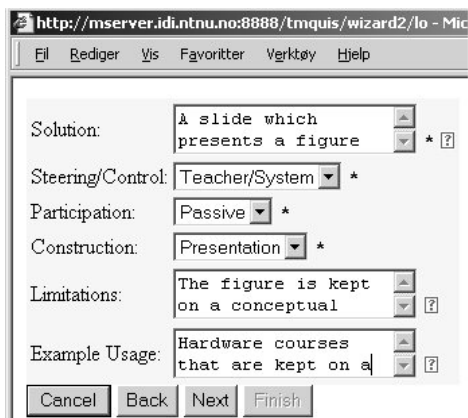 http://mserver.idi.ntnu.no:8888/tmquis/wizard2/lo - Mic
Fil Rediger Vis Favoritter Verktøy Hjelp
Solution: A slide which
presents a figure * ?
Steering/Control: Teacher/System *
Participation: Passive *
Construction: Presentation *
Limitations: The figure is kept
on a conceptual ?
Example Usage: Hardware courses
that are kept on a ?
Cancel Back Next Finish